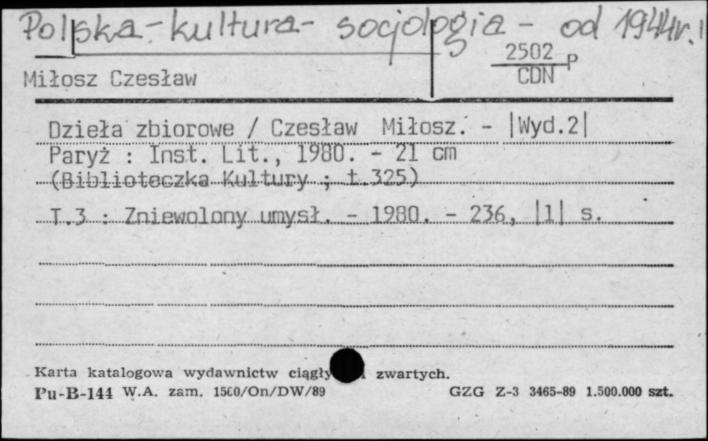 Polska - kultura - socjologia - od 1944r.
2502 p
CDN
Miłosz Czesław
Dzieła zbiorowe / Czesław Miłosz. - |Wyd.2|
Paryż : Inst. Lit., 1980. - 21 cm
(Biblioteczka Kultury ; t.325)
T.3 : Zniewolony umysł. - 1980. - 236, |1| s.
Karta katalogowa wydawnictw ciągły zwartych.
Pu-B-144 W.A. zam. 1560/On/DW/89 GZG Z-3 3465-89 1.500.000 szt.